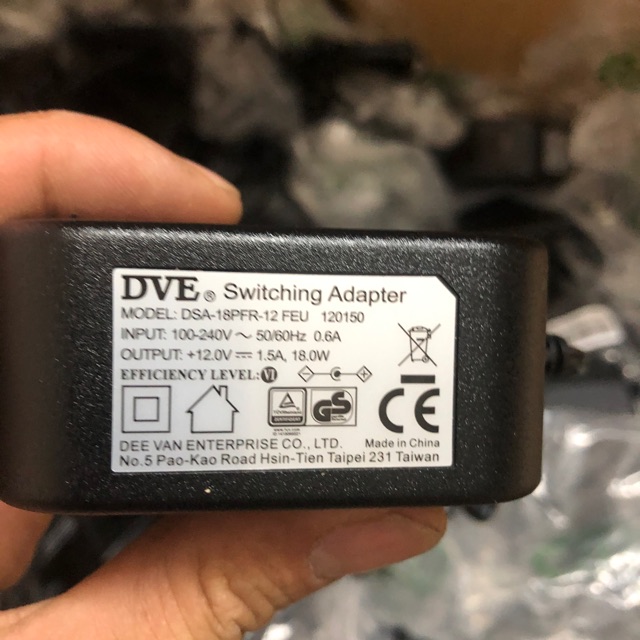 DVE® Switching Adapter
MODEL: DSA-18PFR-12 FEU 120150
INPUT: 100-240V ~ 50/60Hz 0.6A
OUTPUT: +12.0V ⎓ 1.5A, 18.0W
EFFICIENCY LEVEL: VI
GS
CE
DEE VAN ENTERPRISE CO., LTD.
Made in China
No.5 Pao-Kao Road Hsin-Tien Taipei 231 Taiwan